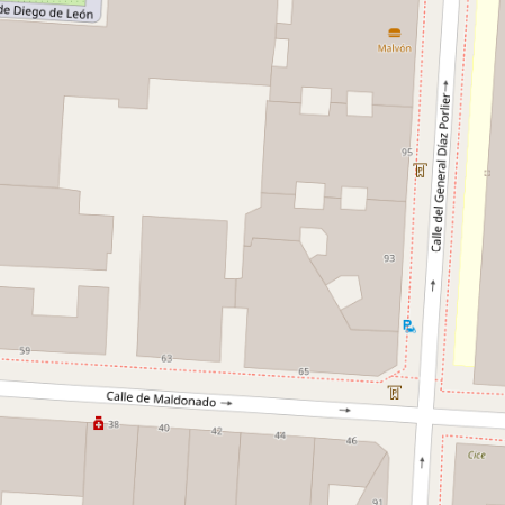 de Diego de León
Malvón
Calle del General Díaz Porlier
95
93
59
63
65
Calle de Maldonado
38
40
42
44
46
Cice
91